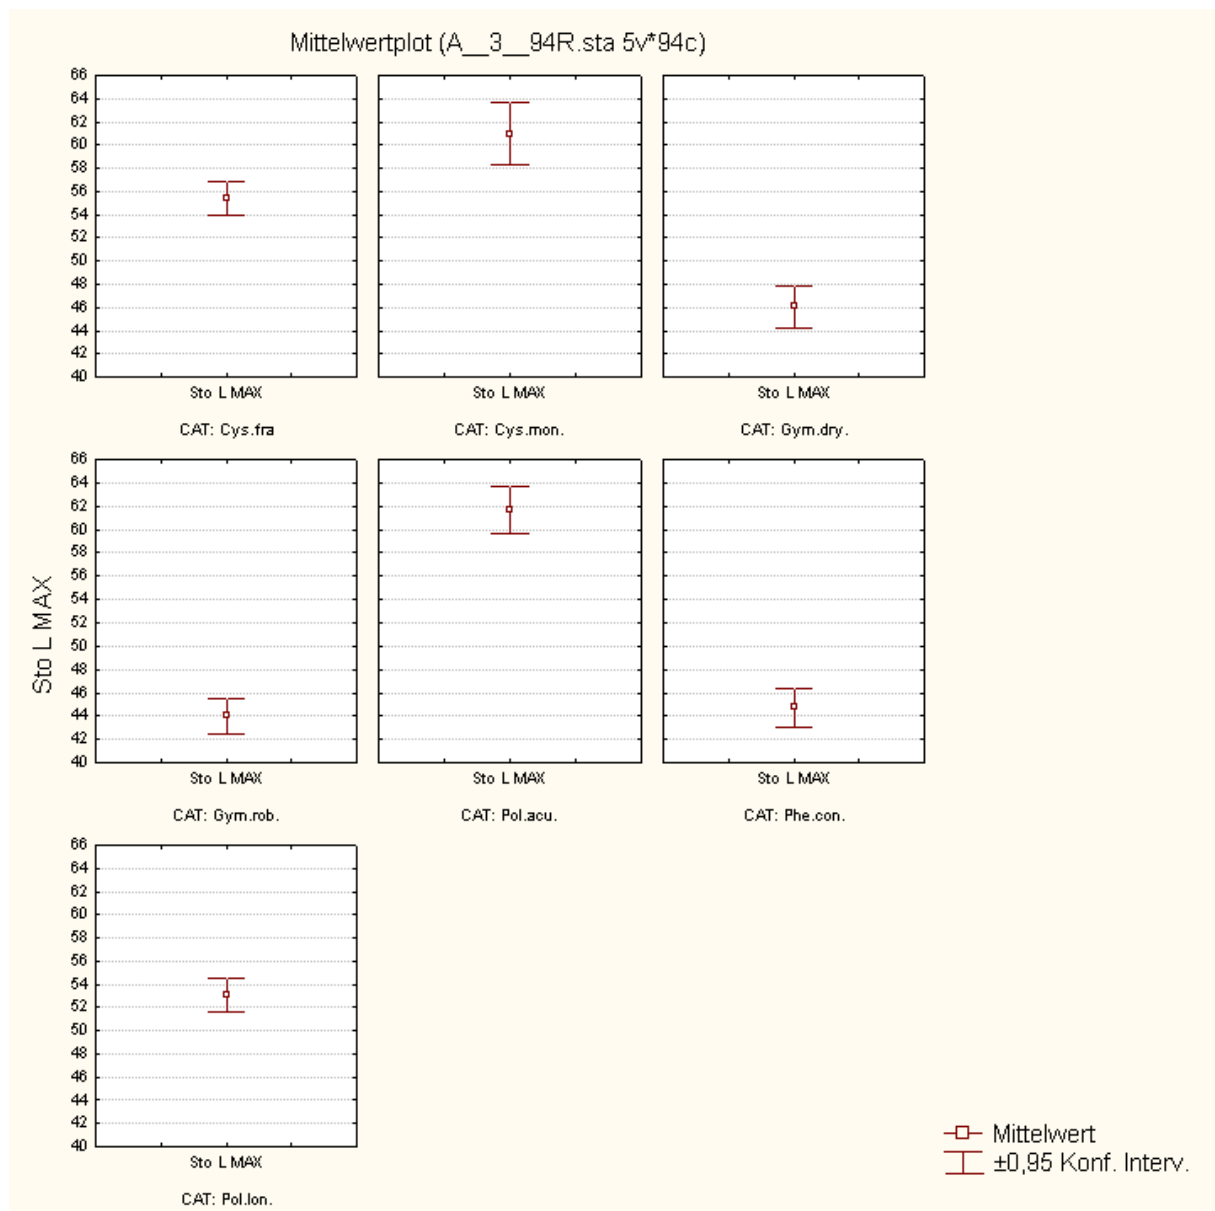 Mittelwertplot (A__3__94R.sta 5v*94c)
66
64
62
60
58
56
54
52
50
48
46
44
42
40
Sto L MAX
Sto L MAX
Sto L MAX
CAT: Cys.fra
CAT: Cys.mon.
CAT: Gym.dry.
Sto L MAX
66
64
62
60
58
56
54
52
50
48
46
44
42
40
Sto L MAX
Sto L MAX
Sto L MAX
CAT: Gym.rob.
CAT: Pol.acu.
CAT: Phe.con.
66
64
62
60
58
56
54
52
50
48
46
44
42
40
Sto L MAX
CAT: Pol.lon.
Mittelwert
±0,95 Konf. Interv.